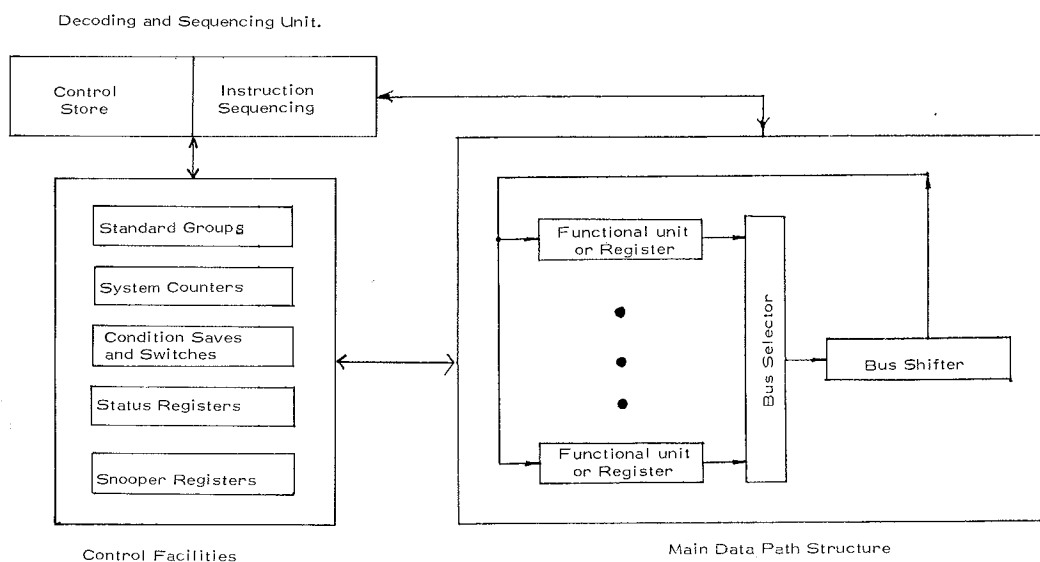 Decoding and Sequencing Unit.
Control
Store
Instruction
Sequencing
Standard Groups
System Counters
Condition Saves
and Switches
Status Registers
Snooper Registers
Control Facilities
Functional unit
or Register
Functional unit
or Register
Bus Selector
Bus Shifter
Main Data Path Structure